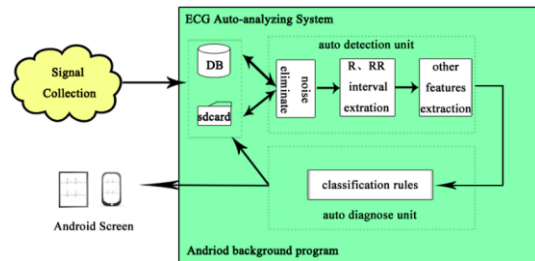 ECG Auto-analyzing System
auto detection unit
Signal
Collection
DB
sdcard
noise
eliminate
R、RR
interval
extration
other
features
extraction
classification rules
auto diagnose unit
Android Screen
Andriod background program